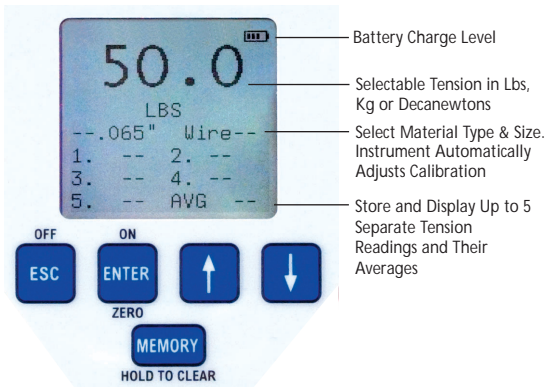 50.0
LBS
--.065" Wire--
1. -- 2. --
3. -- 4. --
5. -- AVG --
Battery Charge Level
Selectable Tension in Lbs,
Kg or Decanewtons
Select Material Type & Size.
Instrument Automatically
Adjusts Calibration
Store and Display Up to 5
Separate Tension
Readings and Their
Averages
OFF
ON
ESC
ENTER
ZERO
MEMORY
HOLD TO CLEAR